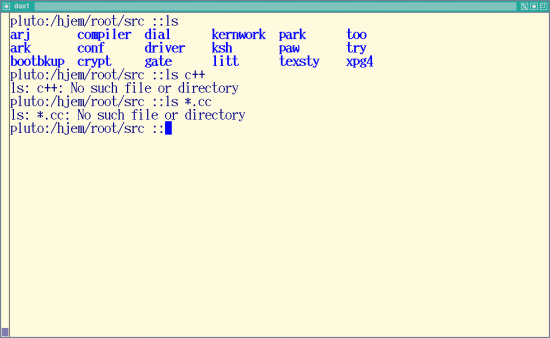 dax1
pluto:/hjem/root/src ::ls
arj compiler dial kernwork park too
ark conf driver ksh paw try
bootbkup crypt gate litt texsty xpg4
pluto:/hjem/root/src ::ls c++
ls: c++: No such file or directory
pluto:/hjem/root/src ::ls *.cc
ls: *.cc: No such file or directory
pluto:/hjem/root/src ::